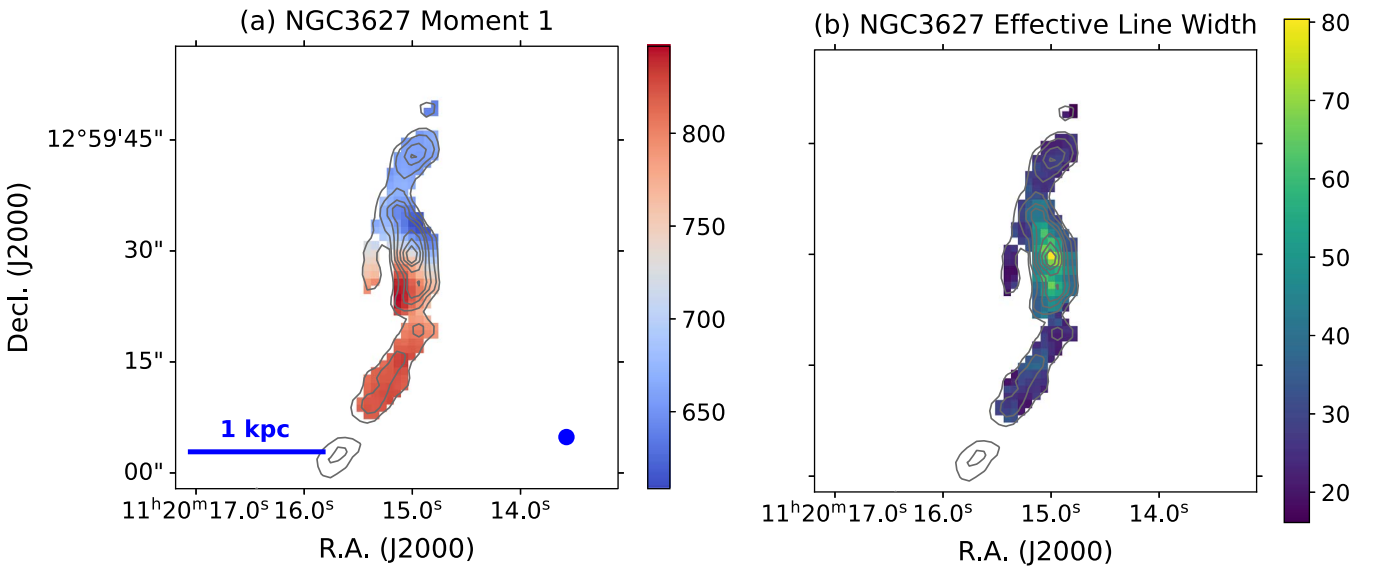 (a) NGC3627 Moment 1
12°59'45"
30"
15"
00"
Decl. (J2000)
1 kpc
11ʰ20ᵐ17.0ˢ 16.0ˢ 15.0ˢ 14.0ˢ
R.A. (J2000)
800
750
700
650
(b) NGC3627 Effective Line Width
11ʰ20ᵐ17.0ˢ 16.0ˢ 15.0ˢ 14.0ˢ
R.A. (J2000)
80
70
60
50
40
30
20